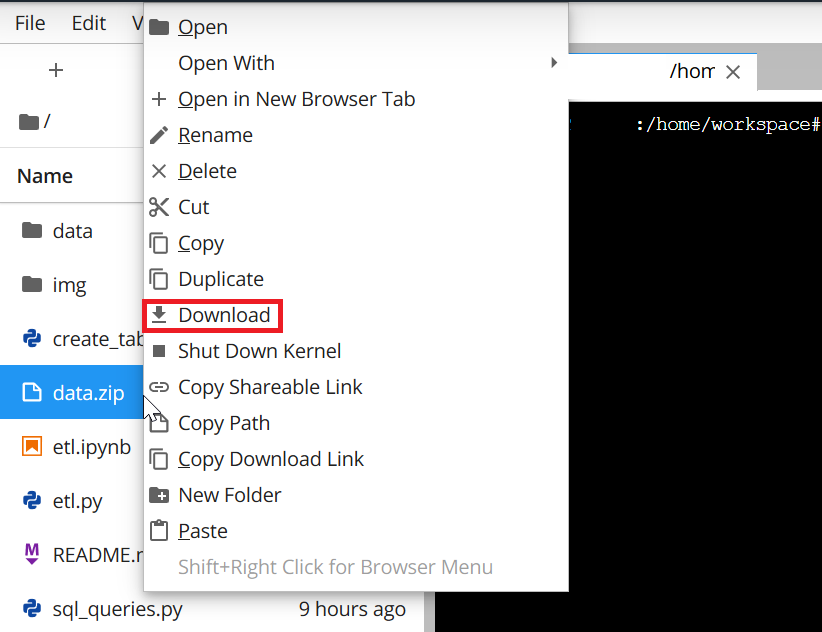 File Edit V
/hom
/
:/home/workspace#
Name
data
img
create_tab
data.zip
etl.ipynb
etl.py
README.r
sql_queries.py 9 hours ago
Open
Open With
Open in New Browser Tab
Rename
Delete
Cut
Copy
Duplicate
Download
Shut Down Kernel
Copy Shareable Link
Copy Path
Copy Download Link
New Folder
Paste
Shift+Right Click for Browser Menu